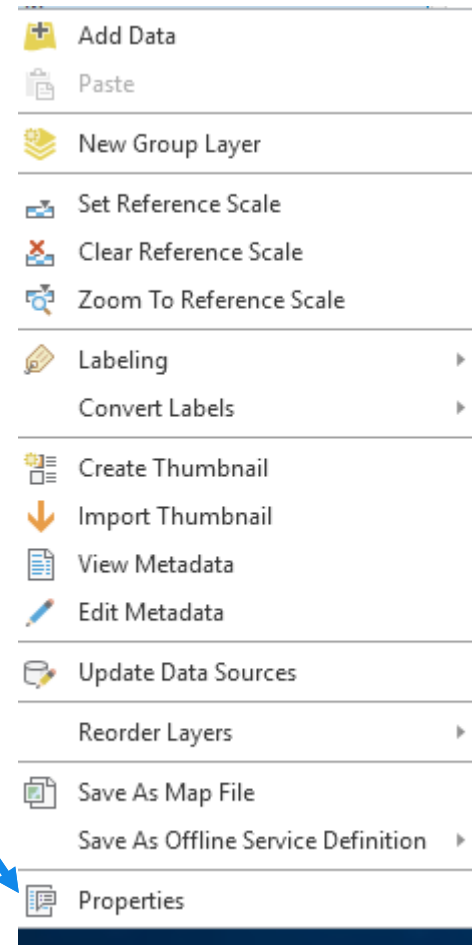 Add Data
Paste
New Group Layer
Set Reference Scale
Clear Reference Scale
Zoom To Reference Scale
Labeling
Convert Labels
Create Thumbnail
Import Thumbnail
View Metadata
Edit Metadata
Update Data Sources
Reorder Layers
Save As Map File
Save As Offline Service Definition
Properties